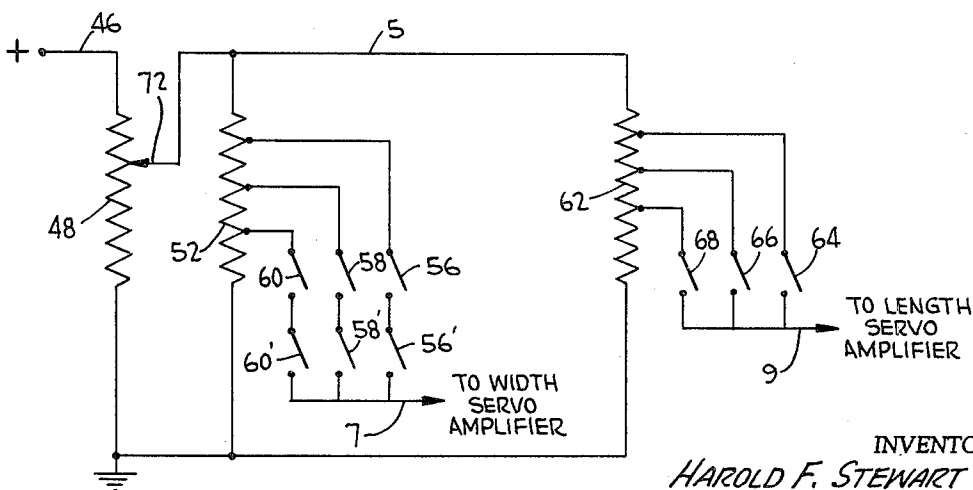 46
5
+
72
48
52
62
60
58
56
68
66
64
60'
58'
56'
TO WIDTH
SERVO
AMPLIFIER
7
TO LENGTH
SERVO
AMPLIFIER
9
INVENTO
HAROLD F. STEWART